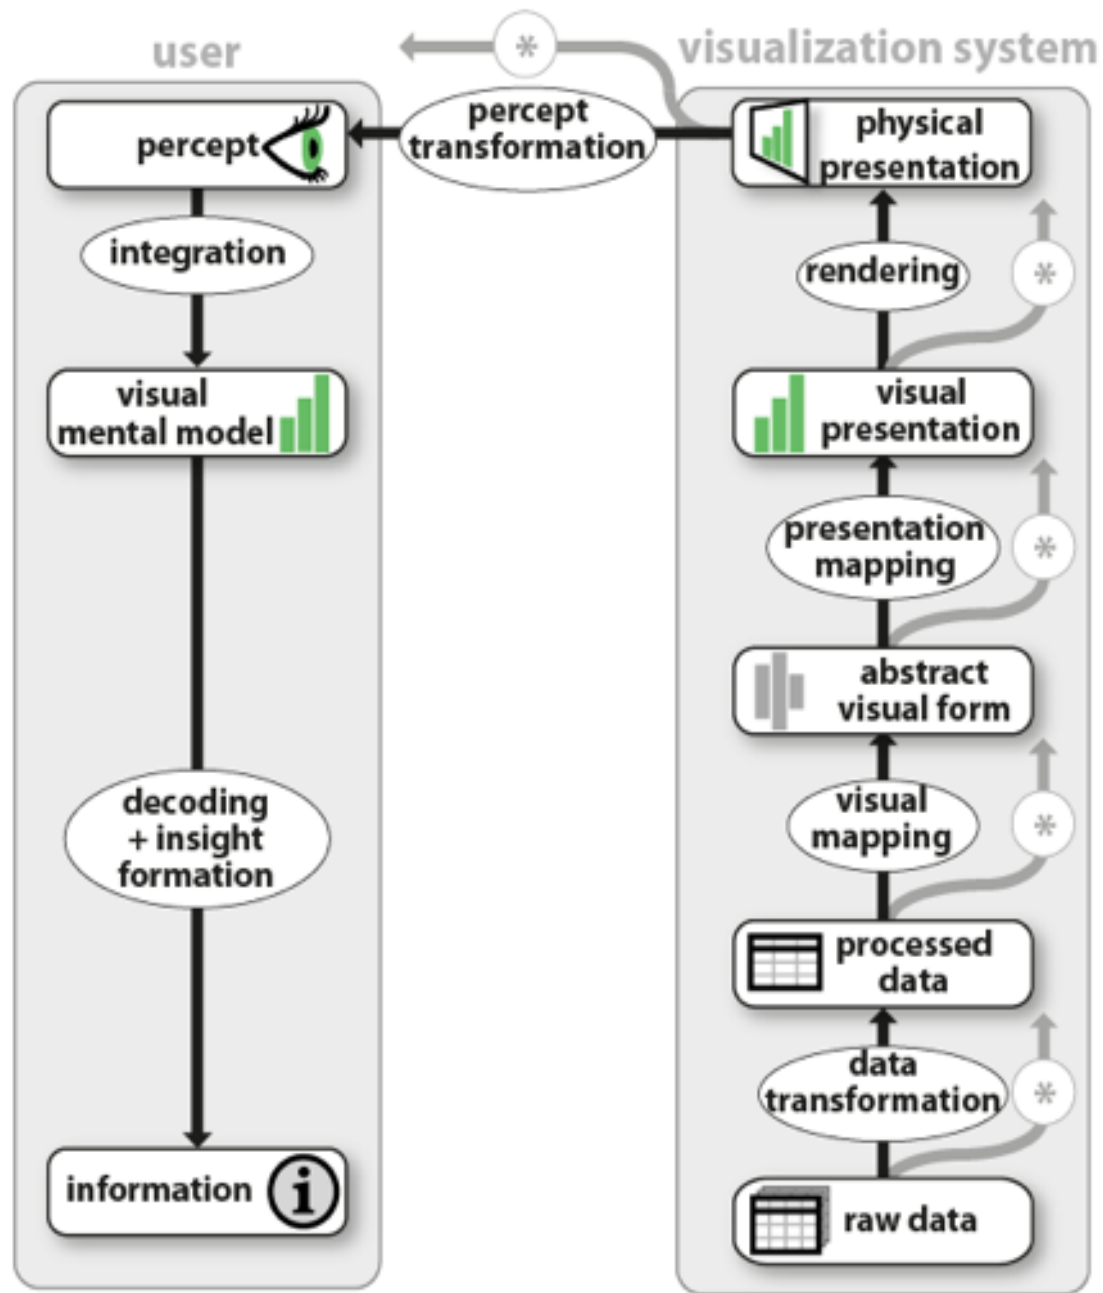 user
visualization system
*
percept
transformation
percept
physical
presentation
integration
rendering
*
visual
mental model
visual
presentation
presentation
mapping
*
abstract
visual form
decoding
+ insight
formation
visual
mapping
*
processed
data
data
transformation
*
information
i
raw data